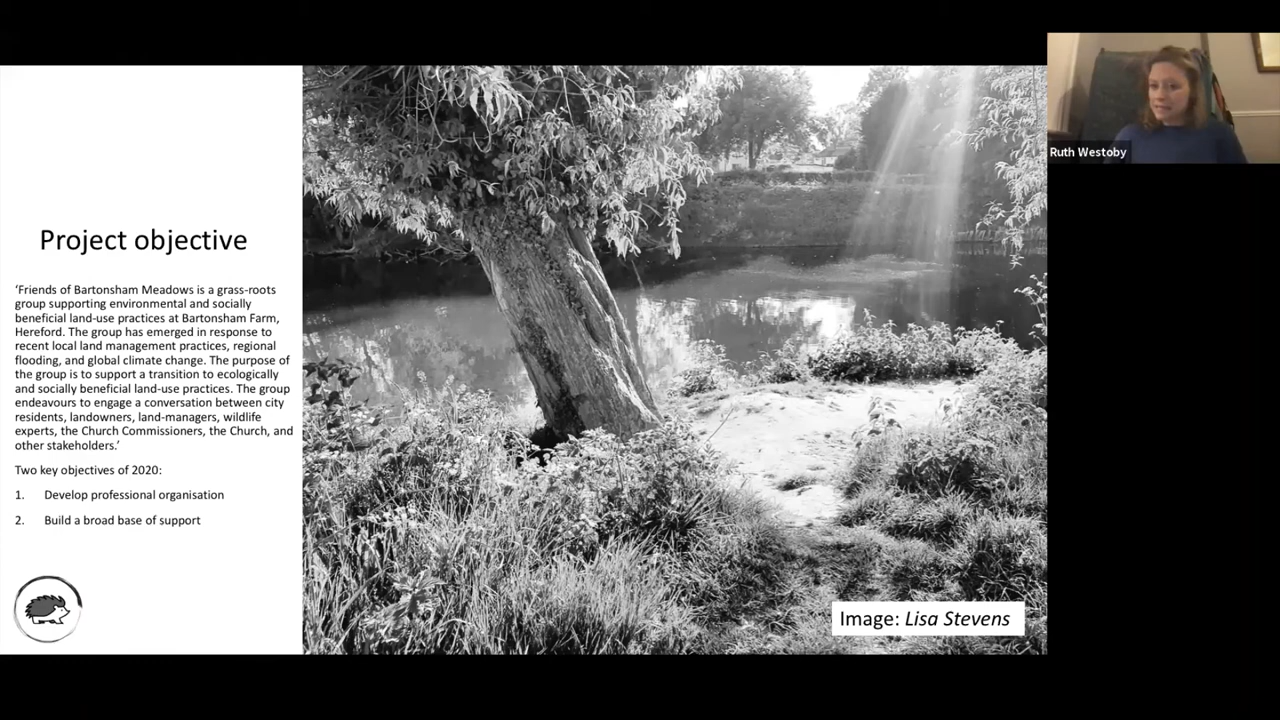 Project objective
‘Friends of Bartonsham Meadows is a grass-roots
group supporting environmental and socially
beneficial land-use practices at Bartonsham Farm,
Hereford. The group has emerged in response to
recent local land management practices, regional
flooding, and global climate change. The purpose of
the group is to support a transition to ecologically
and socially beneficial land-use practices. The group
endeavours to engage a conversation between city
residents, landowners, land-managers, wildlife
experts, the Church Commissioners, the Church, and
other stakeholders.’
Two key objectives of 2020:
1. Develop professional organisation
2. Build a broad base of support
Image: Lisa Stevens
Ruth Westoby